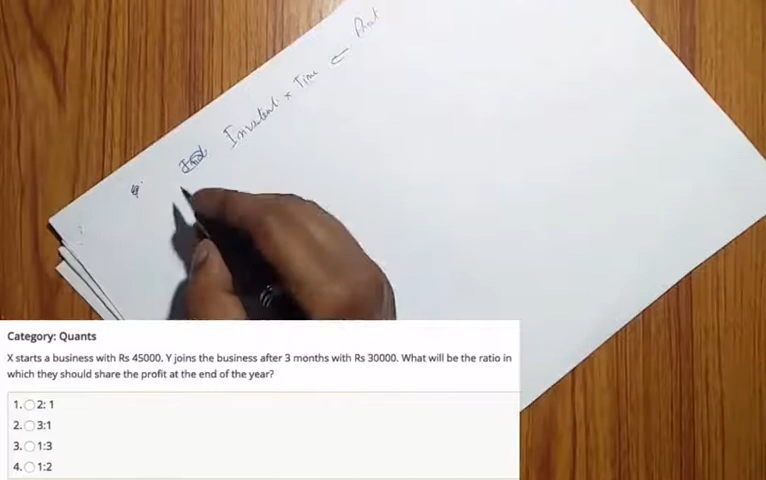 Investment × Time = Profit
Category: Quants
X starts a business with Rs 45000. Y joins the business after 3 months with Rs 30000. What will be the ratio in
which they should share the profit at the end of the year?
1. 2: 1
2. 3:1
3. 1:3
4. 1:2